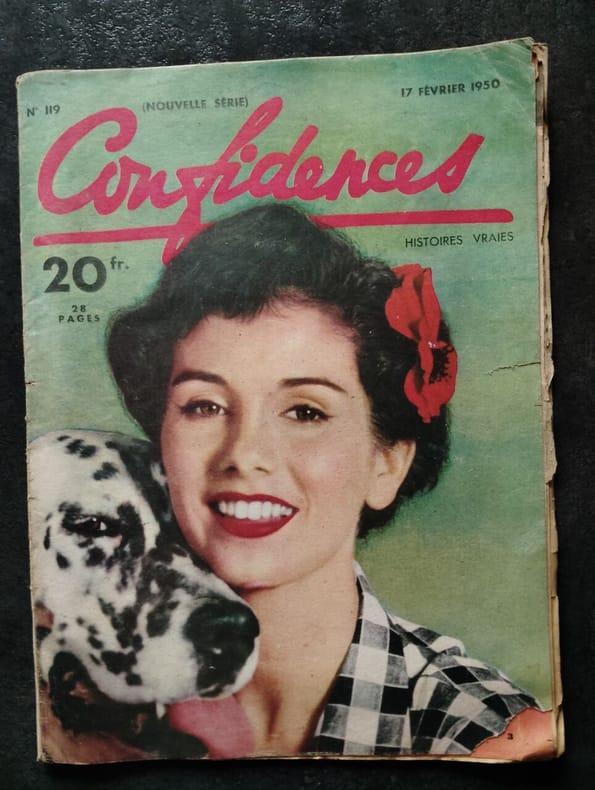 N° 119
(NOUVELLE SÉRIE)
17 FÉVRIER 1950
Confidences
HISTOIRES VRAIES
20 fr.
28
PAGES
3